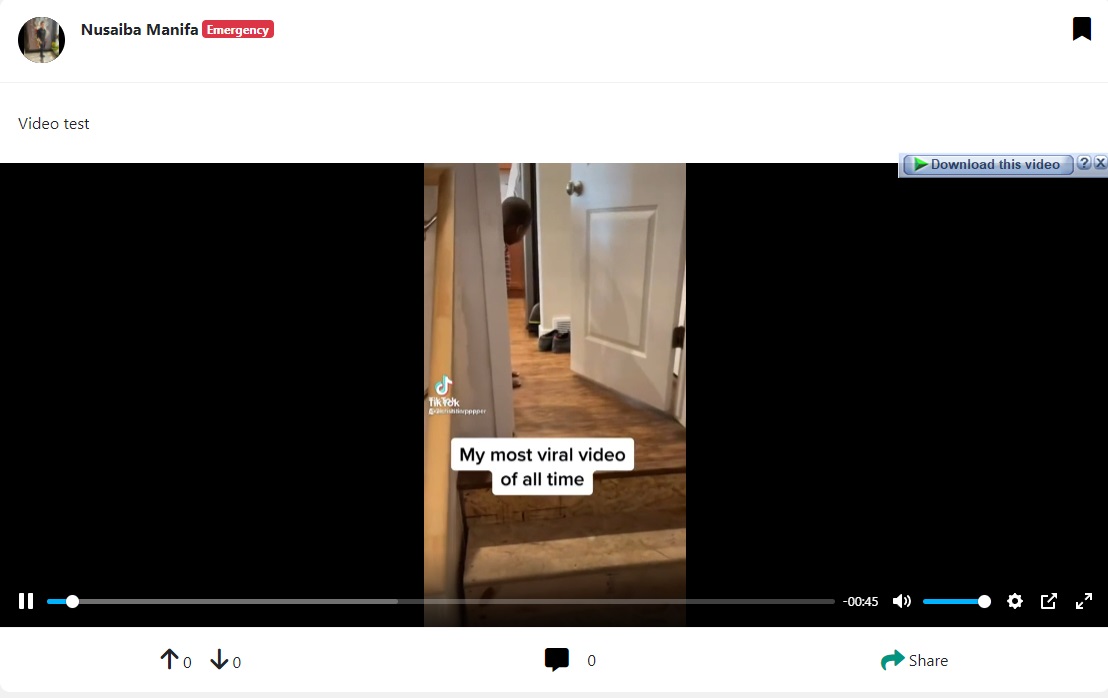 Nusaiba Manifa Emergency
Video test
Download this video ? X
TikTok
My most viral video
of all time
-00:45
0 0 0 Share